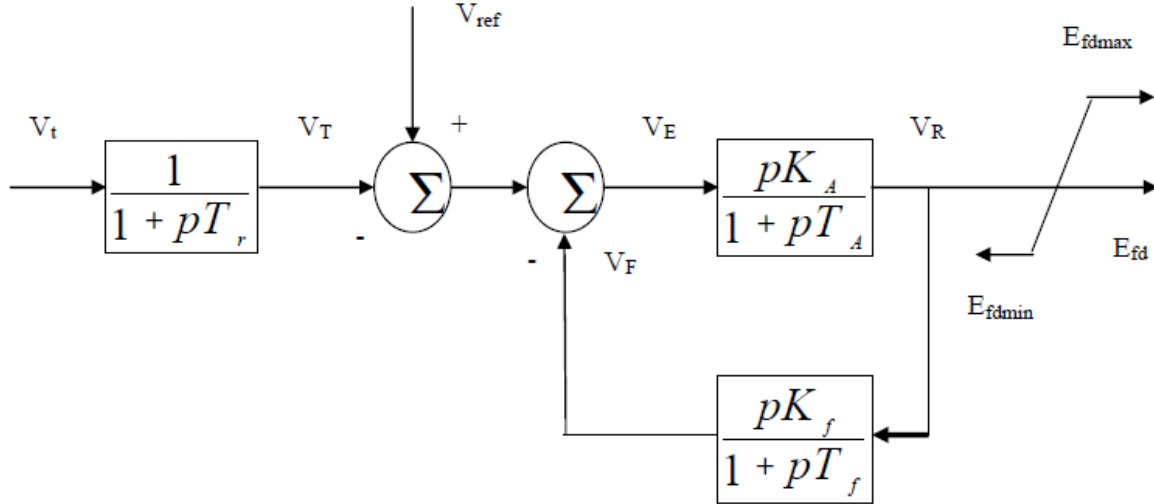 V_ref
E_fdmax
V_t
V_T
+
V_E
V_R
1
1 + pT_r
Σ
Σ
pK_A
1 + pT_A
-
-
V_F
E_fd
E_fdmin
pK_f
1 + pT_f